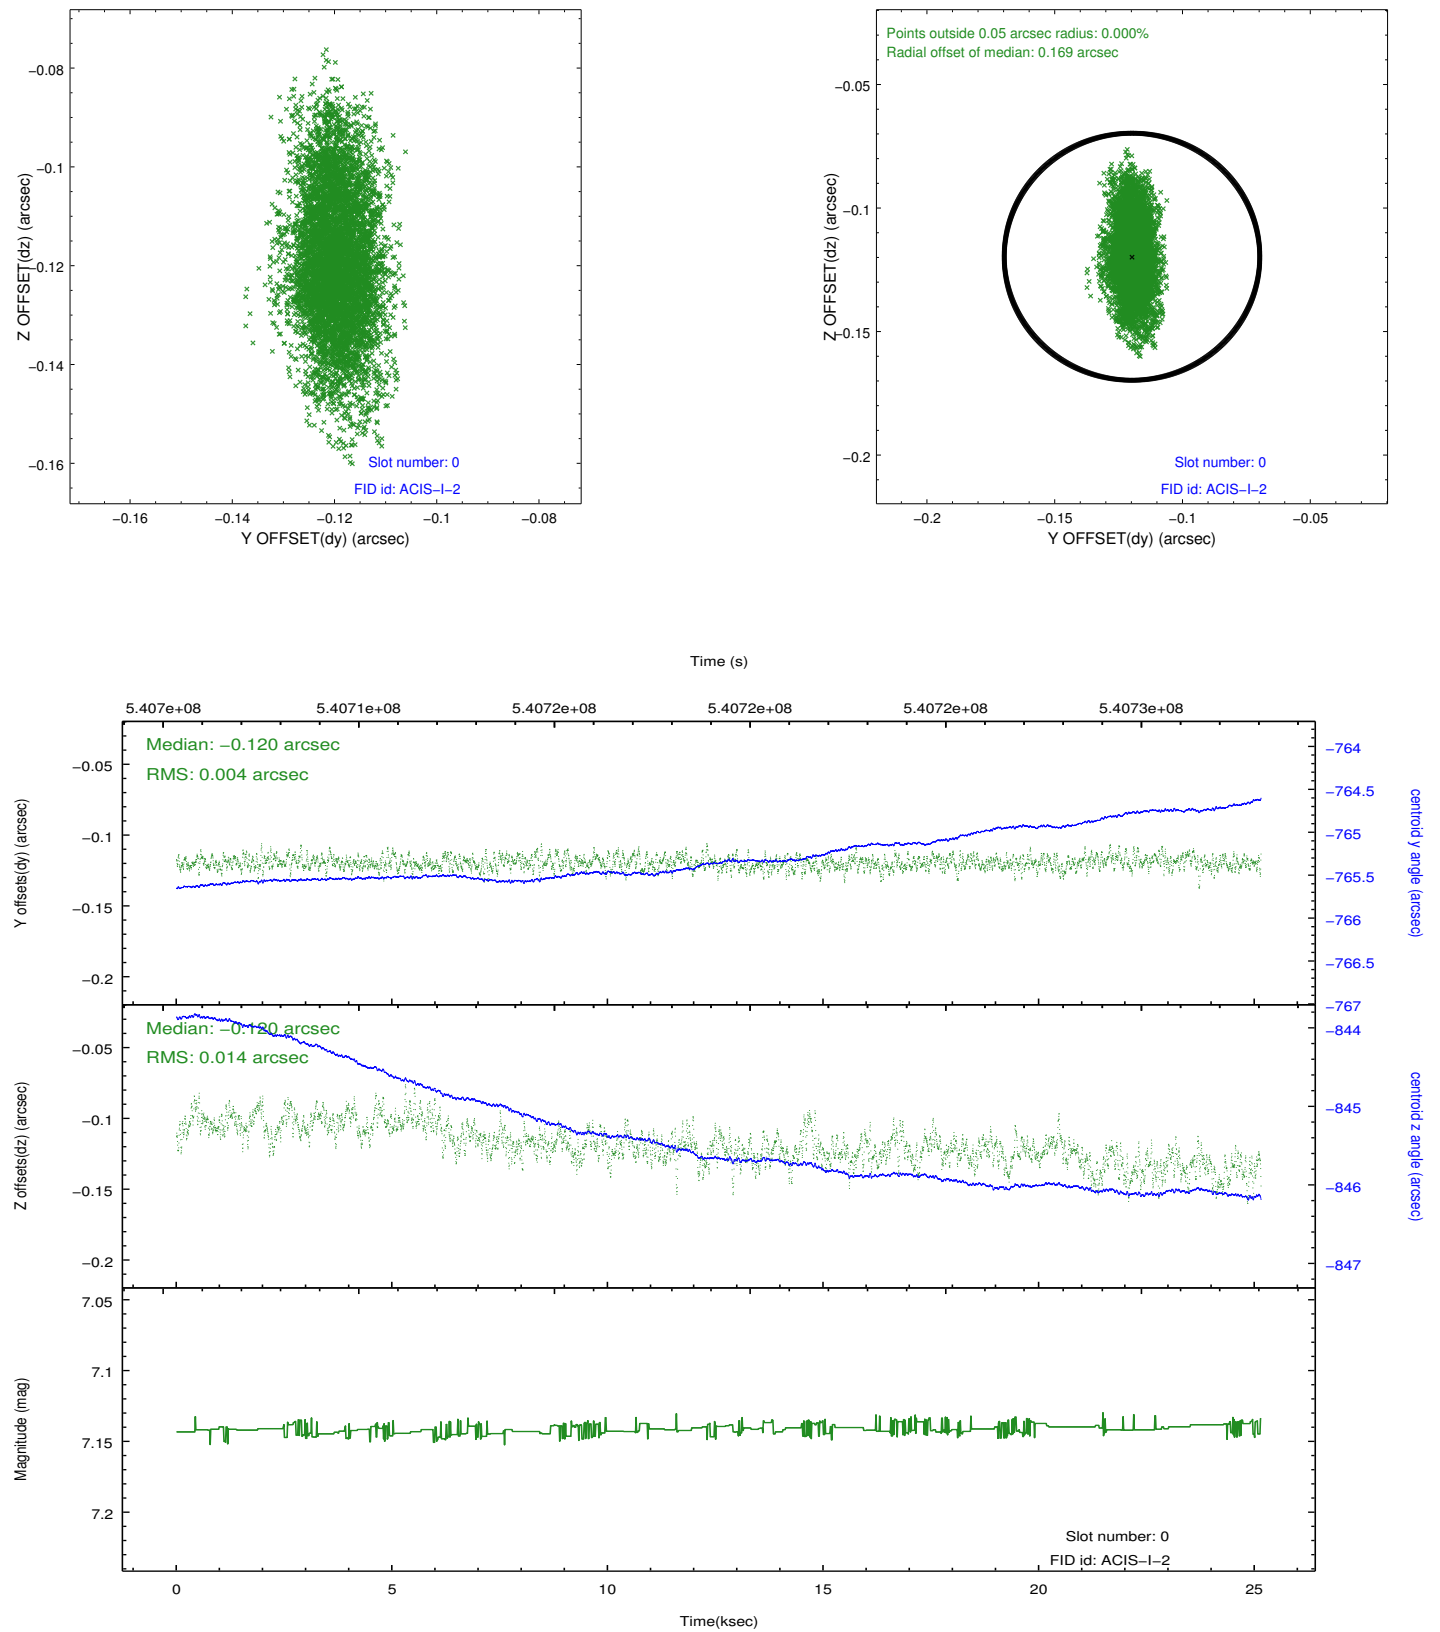 −0.08
−0.1
−0.12
−0.14
−0.16
Z OFFSET(dz) (arcsec)
Slot number: 0
FID id: ACIS−I−2
−0.16 −0.14 −0.12 −0.1 −0.08
Y OFFSET(dy) (arcsec)
Points outside 0.05 arcsec radius: 0.000%
Radial offset of median: 0.169 arcsec
−0.05
−0.1
−0.15
−0.2
Z OFFSET(dz) (arcsec)
Slot number: 0
FID id: ACIS−I−2
−0.2 −0.15 −0.1 −0.05
Y OFFSET(dy) (arcsec)
Time (s)
5.407e+08 5.4071e+08 5.4072e+08 5.4072e+08 5.4072e+08 5.4073e+08
Median: −0.120 arcsec
RMS: 0.004 arcsec
−0.05
−0.1
−0.15
−0.2
Y offsets(dy) (arcsec)
−764
−764.5
−765
−765.5
−766
−766.5
−767
centroid y angle (arcsec)
Median: −0.120 arcsec
RMS: 0.014 arcsec
−0.05
−0.1
−0.15
−0.2
Z offsets(dz) (arcsec)
−844
−845
−846
−847
centroid z angle (arcsec)
7.05
7.1
7.15
7.2
Magnitude (mag)
Slot number: 0
FID id: ACIS−I−2
0 5 10 15 20 25
Time(ksec)